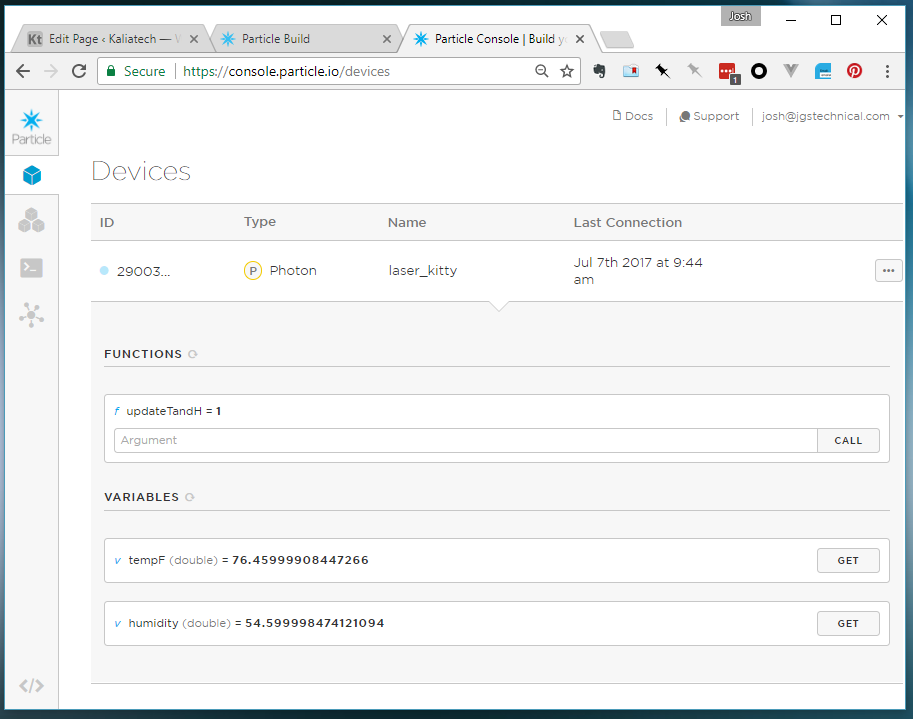 Josh
Kt Edit Page ‹ Kaliatech — W
Particle Build
Particle Console | Build y
Secure https://console.particle.io/devices
1
Particle
Docs Support josh@jgstechnical.com
Devices
ID Type Name Last Connection
29003... P Photon laser_kitty Jul 7th 2017 at 9:44
am
FUNCTIONS
f updateTandH = 1
Argument CALL
VARIABLES
v tempF (double) = 76.45999908447266 GET
v humidity (double) = 54.599998474121094 GET